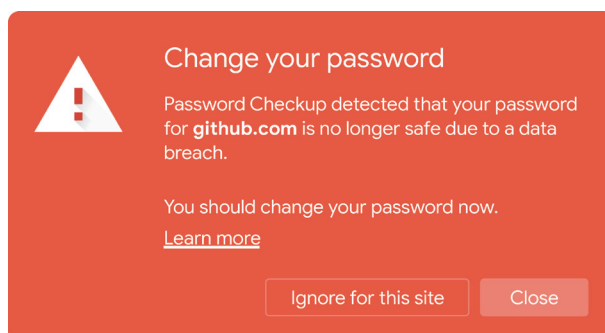 Change your password
Password Checkup detected that your password
for github.com is no longer safe due to a data
breach.
You should change your password now.
Learn more
Ignore for this site
Close